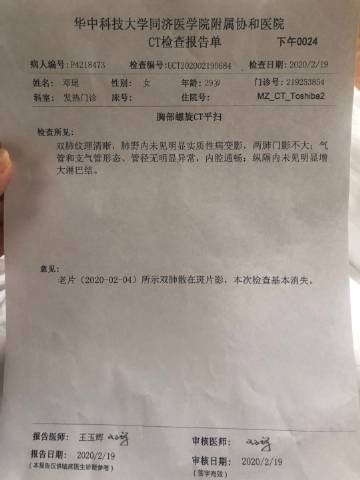 华中科技大学同济医学院附属协和医院
CT检查报告单 下午0024
病人编号:P4218473 检查编号:UCT202002190684 检查日期:2020/2/19
姓名: 邓珺 性别: 女 年龄: 29岁 门诊号: 219253854
科室: 发热门诊 床号: 住院号: MZ_CT_Toshiba2
胸部螺旋CT平扫
检查所见:
双肺纹理清晰，肺野内未见明显实质性病变影，两肺门影不大；气
管和支气管形态、管径无明显异常，内腔通畅；纵隔内未见明显增
大淋巴结。
意见:
老片（2020-02-04）所示双肺散在斑片影，本次检查基本消失。
报告医师: 王玉辉 审核医师:
报告日期: 2020/2/19 审核日期: 2020/2/19
(本报告仅供临床医生诊断参考) (签字有效)